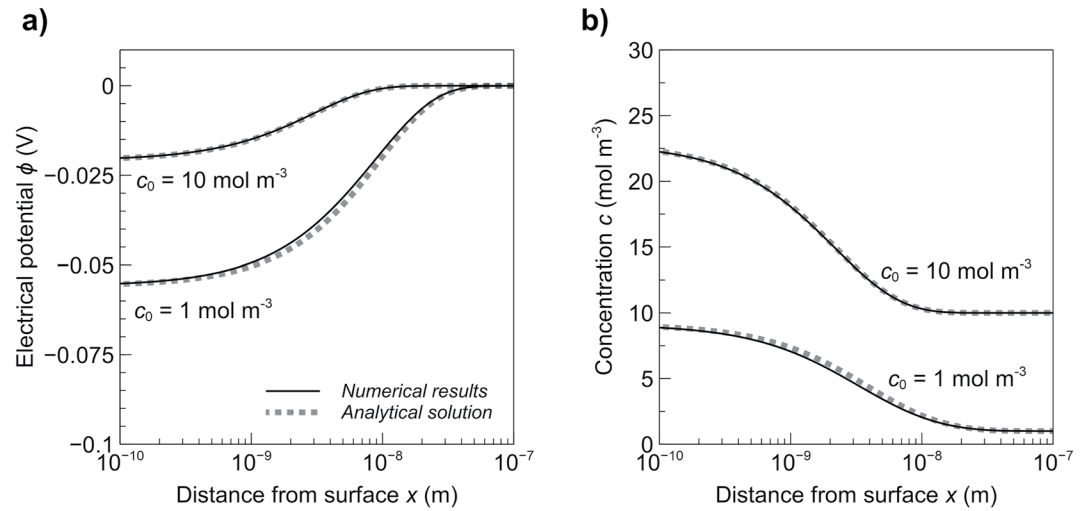 a)
Electrical potential ϕ (V)
0
−0.025
−0.05
−0.075
−0.1
c₀ = 10 mol m⁻³
c₀ = 1 mol m⁻³
Numerical results
Analytical solution
10⁻¹⁰ 10⁻⁹ 10⁻⁸ 10⁻⁷
Distance from surface x (m)
b)
Concentration c (mol m⁻³)
30
25
20
15
10
5
0
c₀ = 10 mol m⁻³
c₀ = 1 mol m⁻³
10⁻¹⁰ 10⁻⁹ 10⁻⁸ 10⁻⁷
Distance from surface x (m)